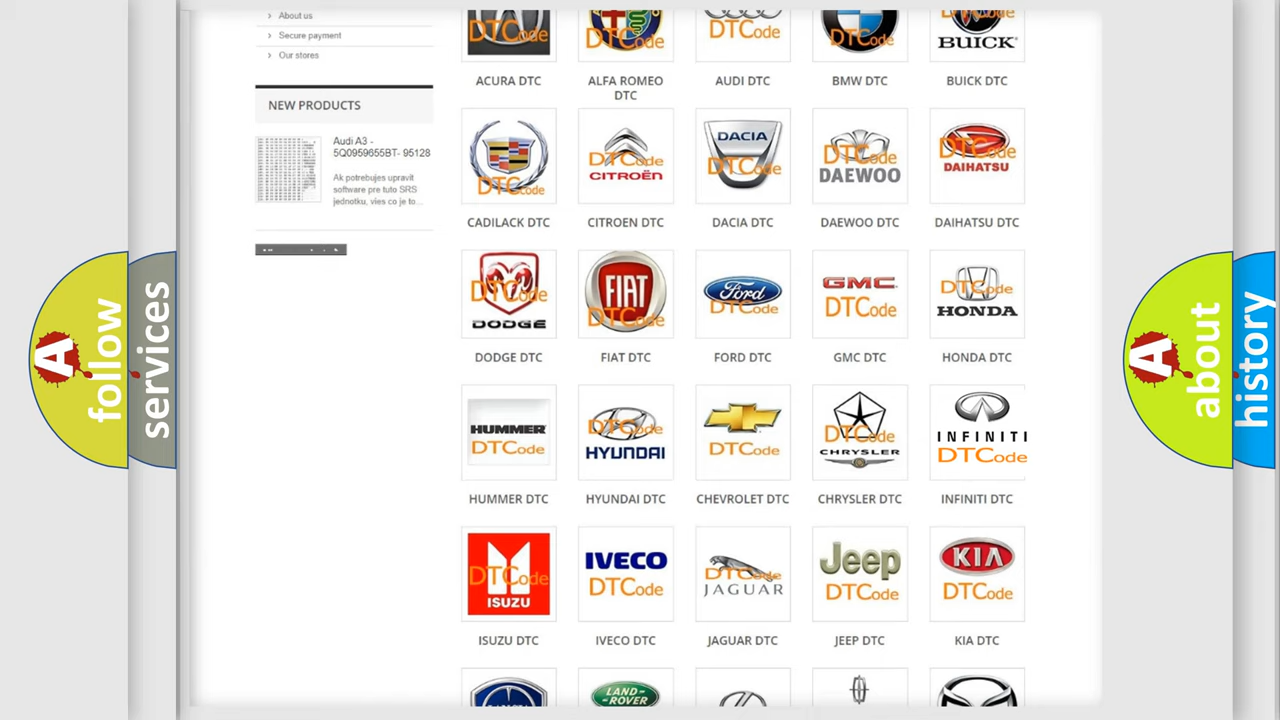 About us
Secure payment
Our stores
NEW PRODUCTS
Audi A3 -
5Q0959655BT- 95128
Ak potrebujes upravit
software pre tuto SRS
jednotku, vies co je to...
DTCode
DTCode
DTCode
DTCode
DTCode
BUICK
ACURA DTC
ALFA ROMEO
DTC
AUDI DTC
BMW DTC
BUICK DTC
DTCode
DTCode
CITROËN
DACIA
DTCode
DTCode
DAEWOO
DTCode
DAIHATSU
CADILACK DTC
CITROEN DTC
DACIA DTC
DAEWOO DTC
DAIHATSU DTC
DTCode
DODGE
FIAT
DTCode
Ford
DTCode
GMC
DTCode
DTCode
HONDA
DODGE DTC
FIAT DTC
FORD DTC
GMC DTC
HONDA DTC
HUMMER
DTCode
DTCode
HYUNDAI
DTCode
DTCode
CHRYSLER
INFINITI
DTCode
HUMMER DTC
HYUNDAI DTC
CHEVROLET DTC
CHRYSLER DTC
INFINITI DTC
DTCode
ISUZU
IVECO
DTCode
DTCode
JAGUAR
Jeep
DTCode
KIA
DTCode
ISUZU DTC
IVECO DTC
JAGUAR DTC
JEEP DTC
KIA DTC
LAND-
ROVER
A
follow
services
A
about
history